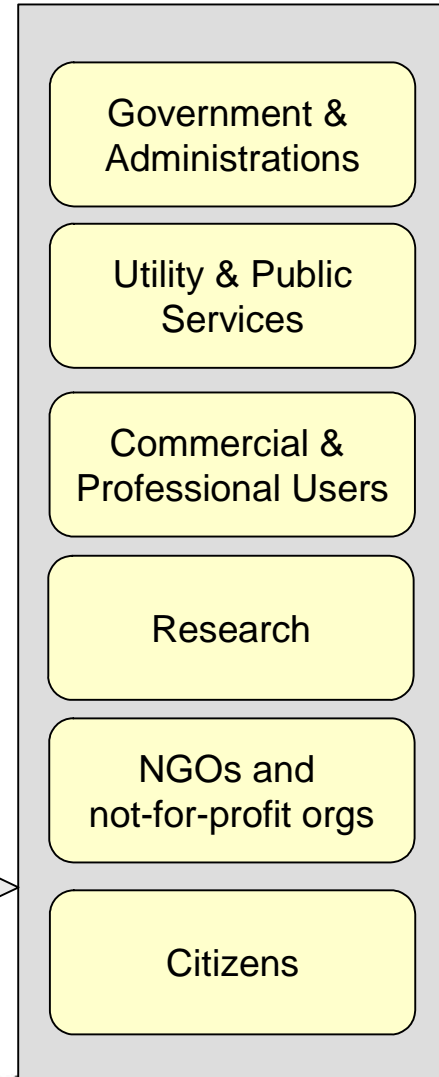 Government &
Administrations
Utility & Public
Services
Commercial &
Professional Users
Research
NGOs and
not-for-profit orgs
Citizens